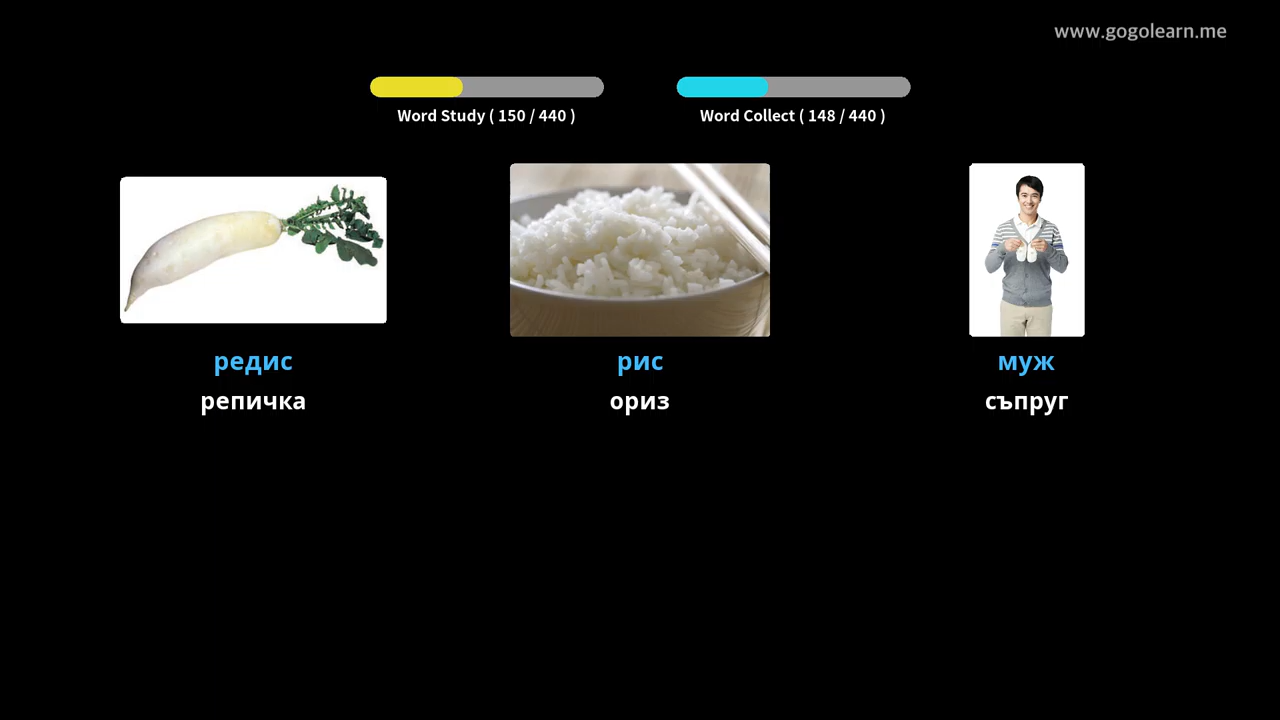 www.gogolearn.me
Word Study ( 150 / 440 )
Word Collect ( 148 / 440 )
редис
рис
муж
репичка
ориз
съпруг